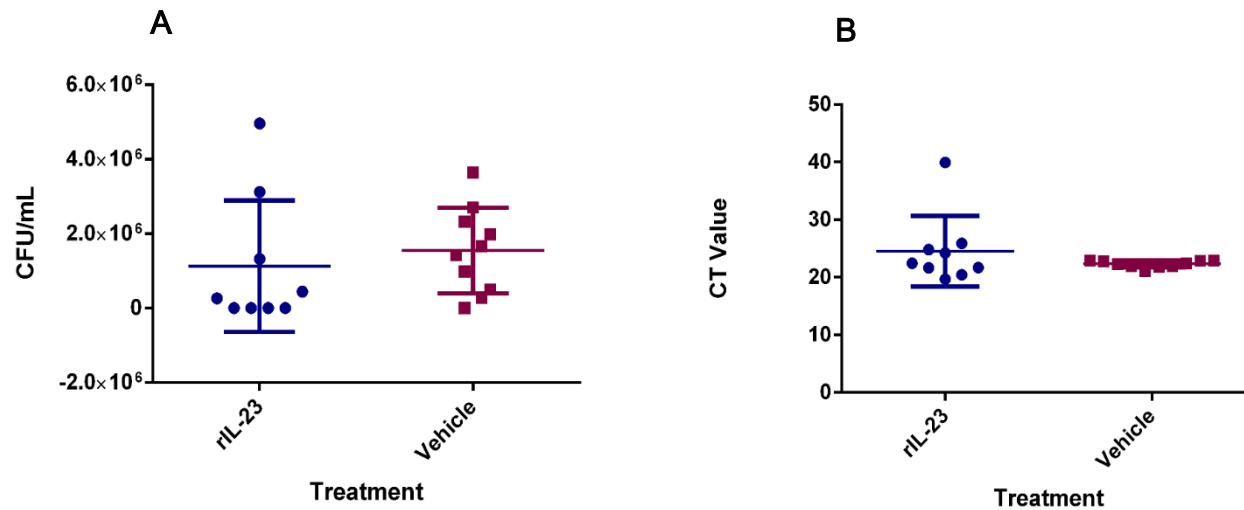 A
6.0×10⁶
4.0×10⁶
2.0×10⁶
0
-2.0×10⁶
CFU/mL
rIL-23
Vehicle
Treatment
B
50
40
30
20
10
0
CT Value
rIL-23
Vehicle
Treatment